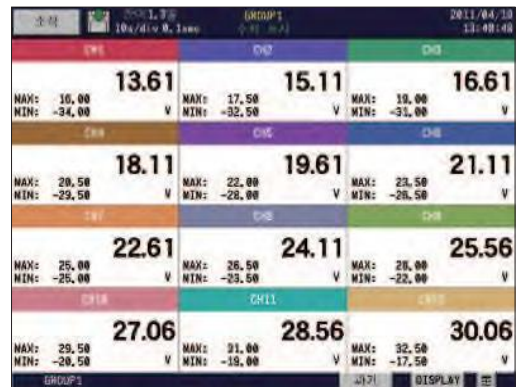 GROUP1 2011/04/18
10s/div 0.1sec 13:48:48
CH1 CH2 CH3
13.61 15.11 16.61
MAX: 16.00 MAX: 17.50 MAX: 19.00
MIN: -34.00 V MIN: -32.50 V MIN: -31.00 V
CH4 CH5 CH6
18.11 19.61 21.11
MAX: 20.50 MAX: 22.00 MAX: 23.50
MIN: -29.50 V MIN: -28.00 V MIN: -26.50 V
CH7 CH8 CH9
22.61 24.11 25.56
MAX: 25.00 MAX: 26.50 MAX: 28.00
MIN: -25.00 V MIN: -23.50 V MIN: -22.00 V
CH10 CH11 CH12
27.06 28.56 30.06
MAX: 29.50 MAX: 31.00 MAX: 32.50
MIN: -20.50 V MIN: -19.00 V MIN: -17.50 V
GROUP1 DISPLAY